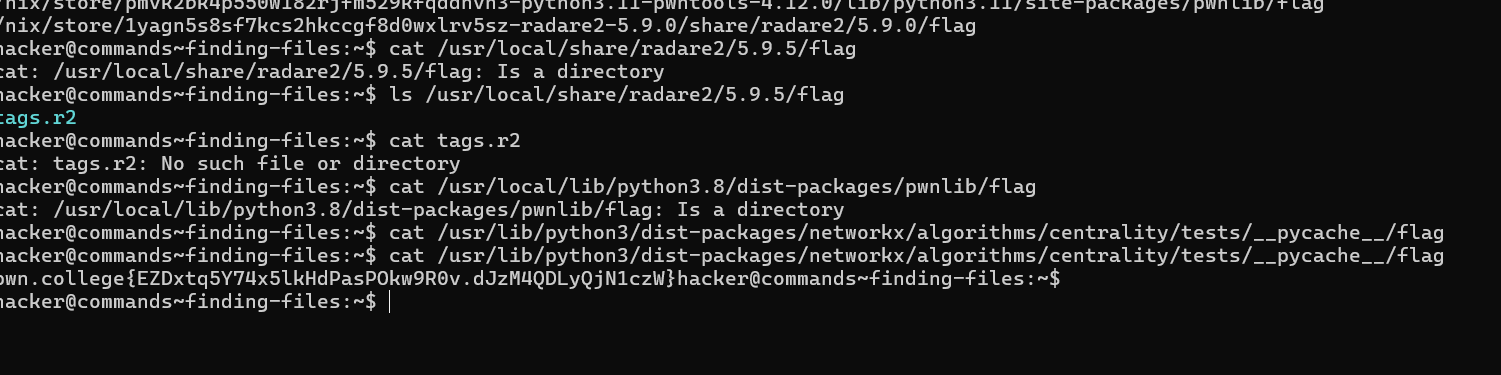 /nix/store/pmvk2bk4p550wl82rjfm529kfqddnvh3-python3.11-pwntools-4.12.0/lib/python3.11/site-packages/pwnlib/flag
/nix/store/1yagn5s8sf7kcs2hkccgf8d0wxlrv5sz-radare2-5.9.0/share/radare2/5.9.0/flag
hacker@commands~finding-files:~$ cat /usr/local/share/radare2/5.9.5/flag
cat: /usr/local/share/radare2/5.9.5/flag: Is a directory
hacker@commands~finding-files:~$ ls /usr/local/share/radare2/5.9.5/flag
tags.r2
hacker@commands~finding-files:~$ cat tags.r2
cat: tags.r2: No such file or directory
hacker@commands~finding-files:~$ cat /usr/local/lib/python3.8/dist-packages/pwnlib/flag
cat: /usr/local/lib/python3.8/dist-packages/pwnlib/flag: Is a directory
hacker@commands~finding-files:~$ cat /usr/lib/python3/dist-packages/networkx/algorithms/centrality/tests/__pycache__/flag
hacker@commands~finding-files:~$ cat /usr/lib/python3/dist-packages/networkx/algorithms/centrality/tests/__pycache__/flag
pwn.college{EZDxtq5Y74x5lkHdPasPOkw9R0v.dJzM4QDLyQjN1czW}hacker@commands~finding-files:~$
hacker@commands~finding-files:~$